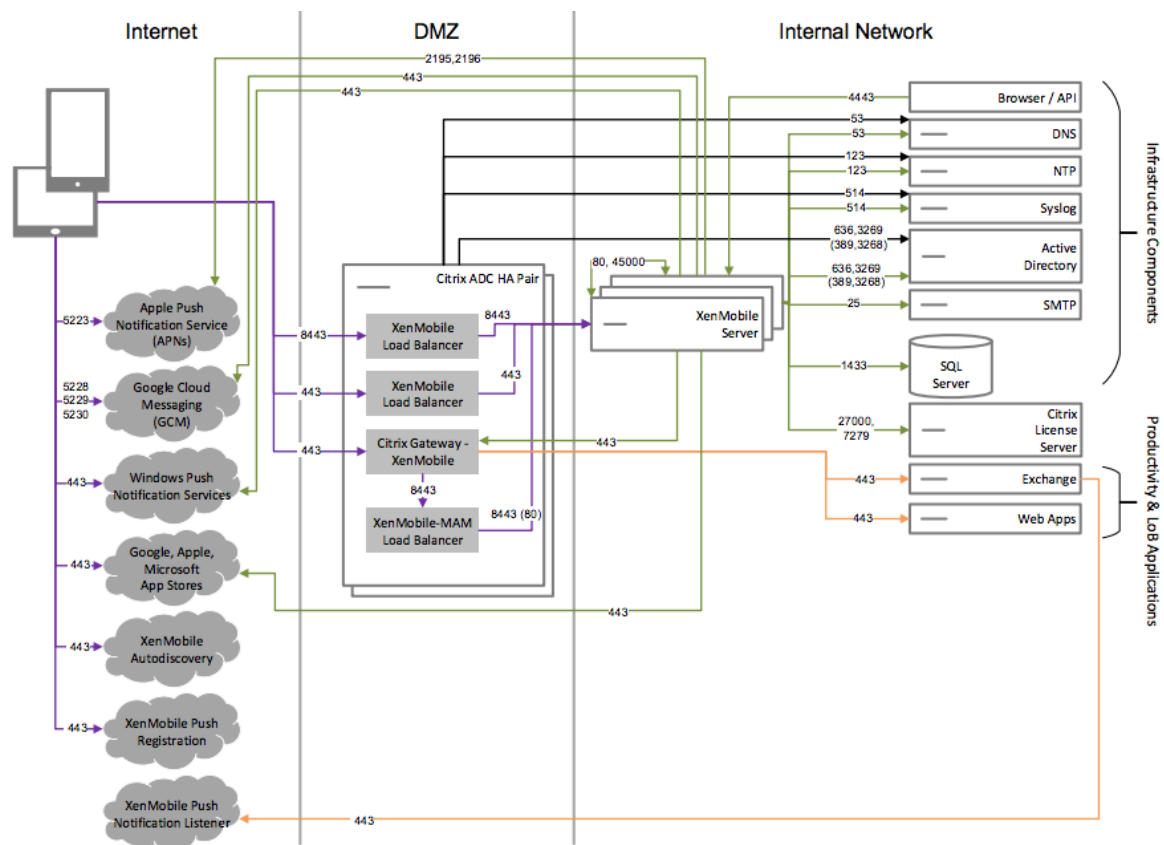 Internet
DMZ
Internal Network
2195,2196
443
443
4443
Browser / API
53
DNS
53
123
NTP
123
514
Syslog
514
636,3269
(389,3268)
Active
Directory
636,3269
(389,3268)
25
SMTP
1433
SQL
Server
27000,
7279
Citrix
License
Server
443
Exchange
443
Web Apps
Infrastructure Components
Productivity & LoB Applications
80, 45000
XenMobile
Server
Citrix ADC HA Pair
8443
XenMobile
Load Balancer
8443
443
XenMobile
Load Balancer
443
443
Citrix Gateway -
XenMobile
443
8443
XenMobile-MAM
Load Balancer
8443 (80)
5223
Apple Push
Notification Service
(APNs)
5228
5229
5230
Google Cloud
Messaging
(GCM)
443
Windows Push
Notification Services
443
Google, Apple,
Microsoft
App Stores
443
443
XenMobile
Autodiscovery
443
XenMobile Push
Registration
XenMobile Push
Notification Listener
443